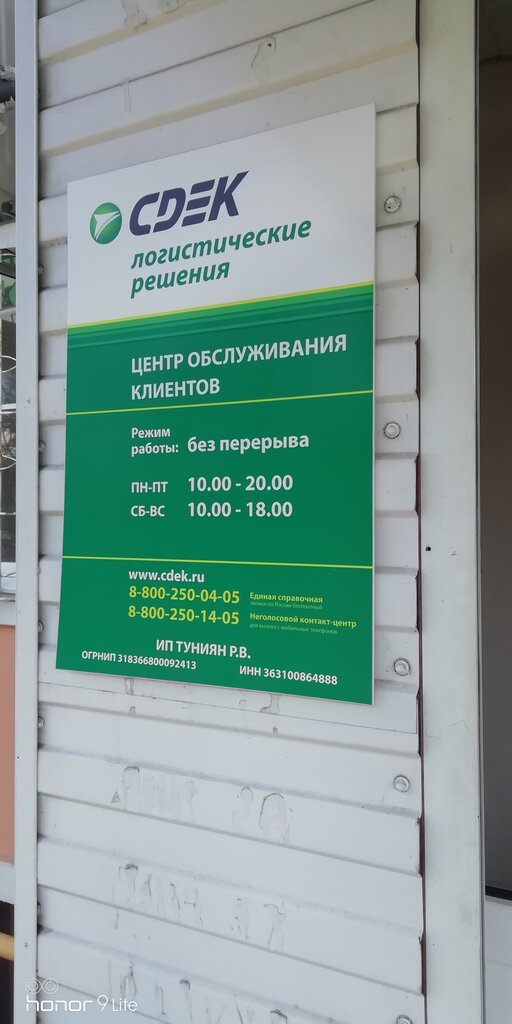 CDEK
логистические
решения
ЦЕНТР ОБСЛУЖИВАНИЯ
КЛИЕНТОВ
Режим
работы: без перерыва
ПН-ПТ 10.00 - 20.00
СБ-ВС 10.00 - 18.00
www.cdek.ru
8-800-250-04-05 Единая справочная
звонок по России бесплатный
8-800-250-14-05 Неголосовой контакт-центр
для вызова с мобильных телефонов
ИП ТУНИЯН Р.В.
ОГРНИП 318366800092413 ИНН 363100864888
honor 9 Lite